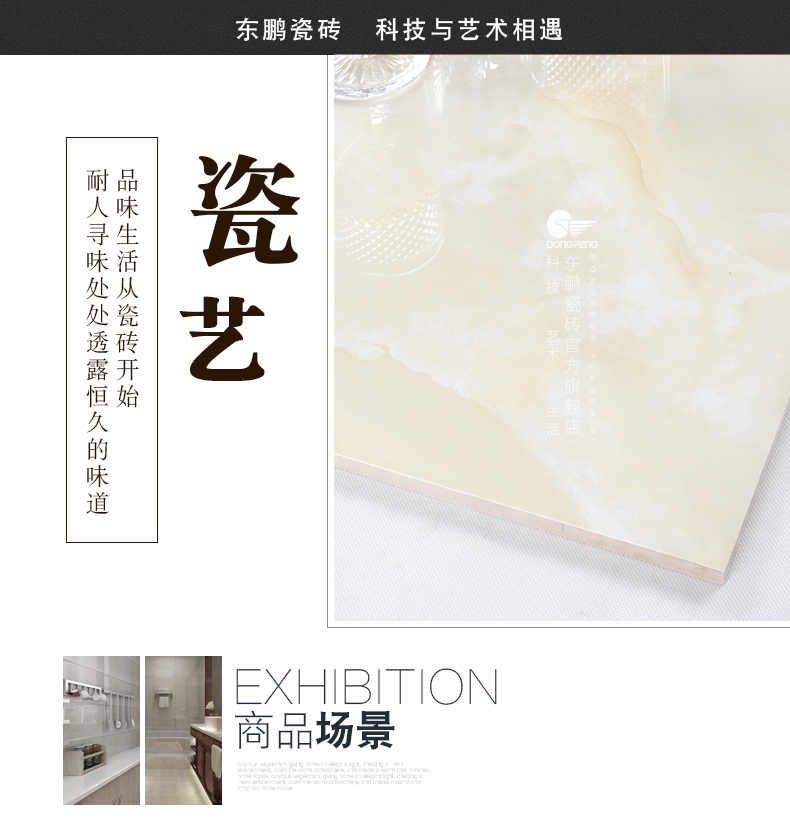 东鹏瓷砖 科技与艺术相遇
瓷艺
品味生活从瓷砖开始
耐人寻味处处透露恒久的味道
DONGPENG
东鹏瓷砖官方旗舰店
科技 艺术 生活
DONGPENG FLAGSHIP
EXHIBITION
商品场景